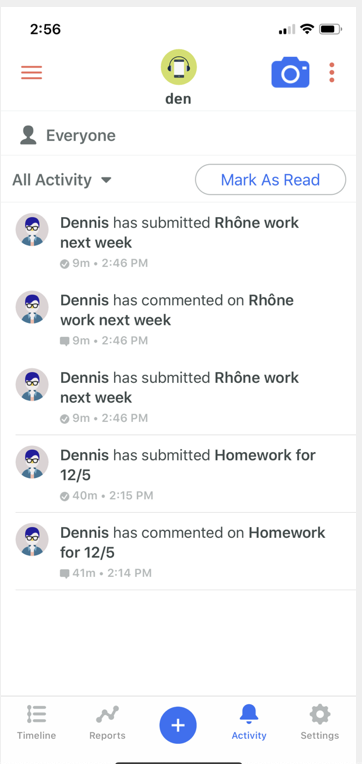 2:56
den
Everyone
All Activity
Mark As Read
Dennis has submitted Rhône work
next week
9m • 2:46 PM
Dennis has commented on Rhône
work next week
9m • 2:46 PM
Dennis has submitted Rhône work
next week
9m • 2:46 PM
Dennis has submitted Homework for
12/5
40m • 2:15 PM
Dennis has commented on Homework
for 12/5
41m • 2:14 PM
Timeline
Reports
Activity
Settings